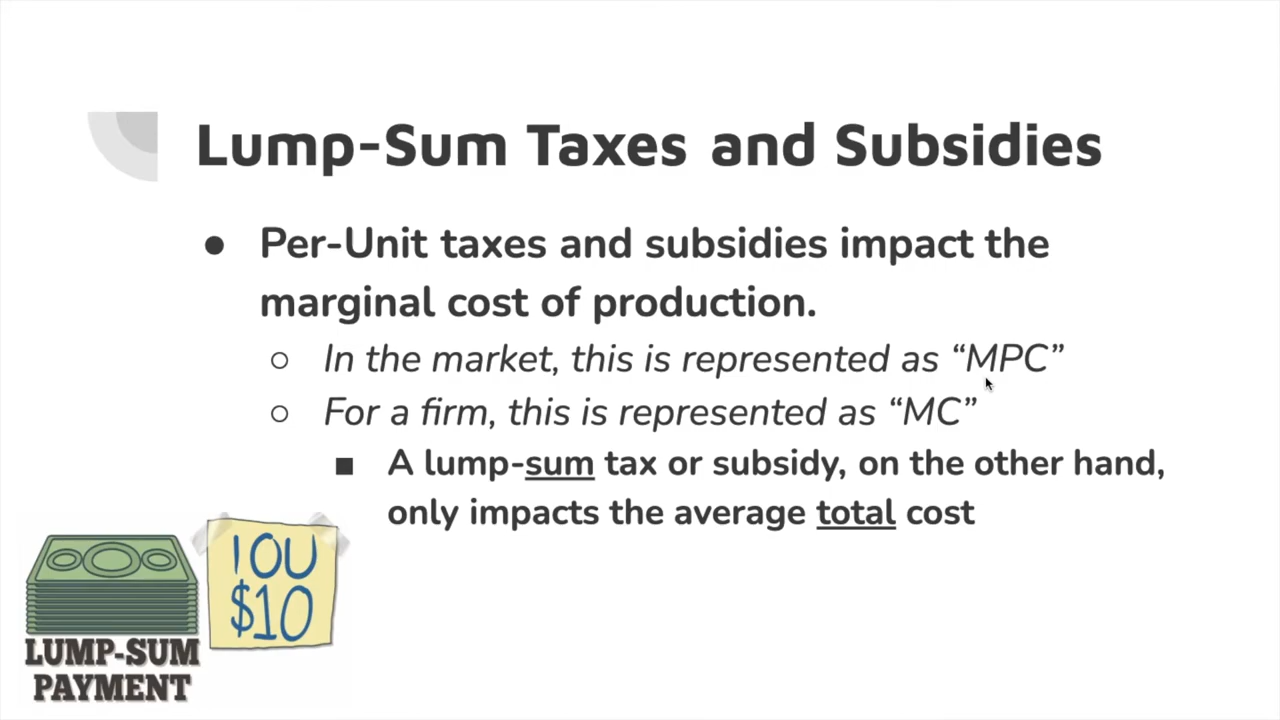 Lump-Sum Taxes and Subsidies
● Per-Unit taxes and subsidies impact the
marginal cost of production.
○ In the market, this is represented as “MPC”
○ For a firm, this is represented as “MC”
■ A lump-sum tax or subsidy, on the other hand,
only impacts the average total cost
IOU
$10
LUMP-SUM
PAYMENT